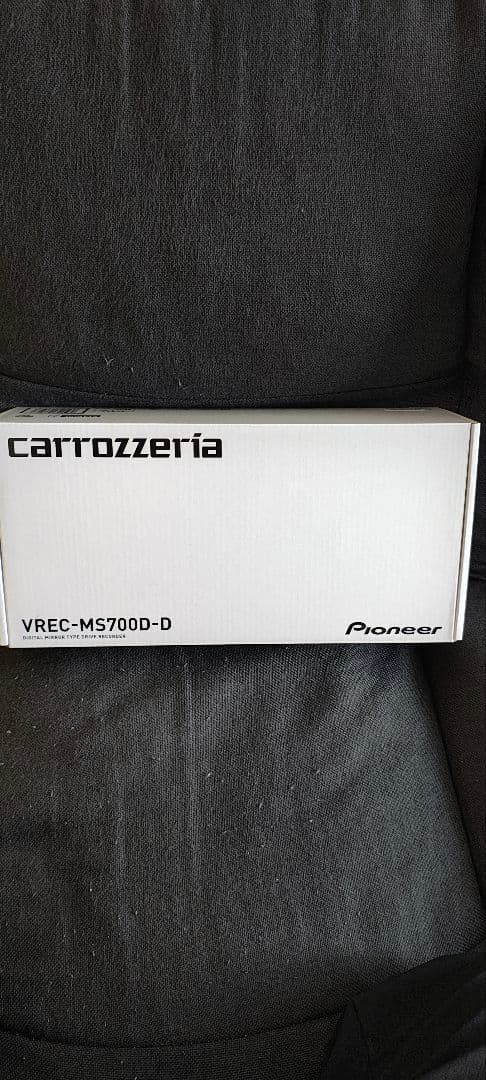 carrozzeria
VREC-MS700D-D
DIGITAL MIRROR TYPE DRIVE RECORDER
Pioneer